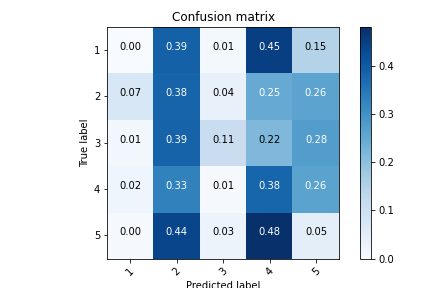 Confusion matrix
1 0.00 0.39 0.01 0.45 0.15
2 0.07 0.38 0.04 0.25 0.26
3 0.01 0.39 0.11 0.22 0.28
4 0.02 0.33 0.01 0.38 0.26
5 0.00 0.44 0.03 0.48 0.05
1 2 3 4 5
Predicted label
True label
0.4
0.3
0.2
0.1
0.0